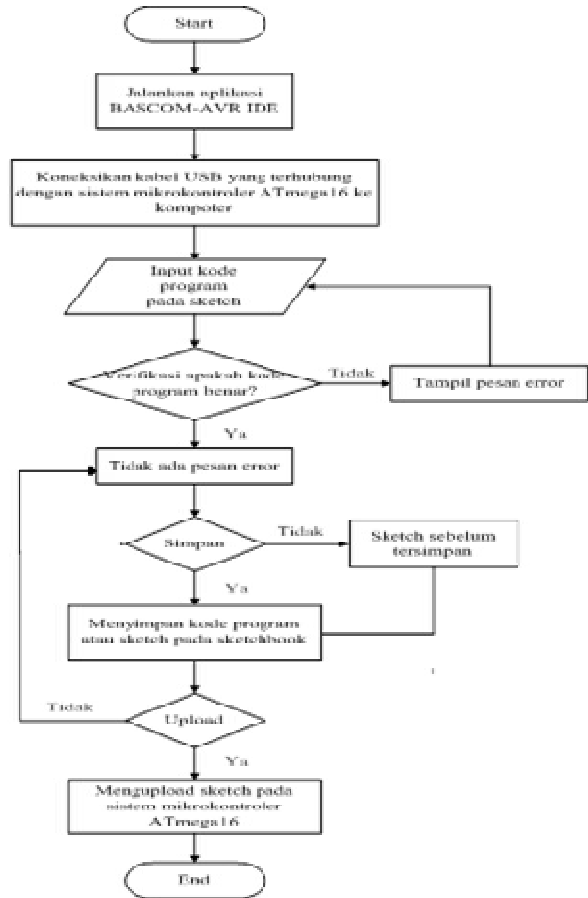 Start
Jalankan aplikasi
BASCOM-AVR IDE
Koneksikan kabel USB yang terhubung
dengan sistem mikrokontroler ATmega16 ke
komputer
Input kode
program
pada sketch
Verifikasi apakah kode
program benar?
Tidak
Tampil pesan error
Ya
Tidak ada pesan error
Simpan
Tidak
Sketch sebelum
tersimpan
Ya
Menyimpan kode program
atau sketch pada sketchbook
Tidak
Upload
Ya
Mengupload sketch pada
sistem mikrokontroler
ATmega16
End